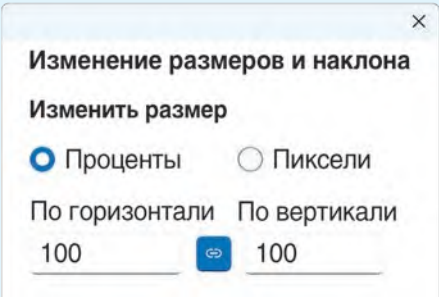 Изменение размеров и наклона
Изменить размер
Проценты Пиксели
По горизонтали По вертикали
100 100